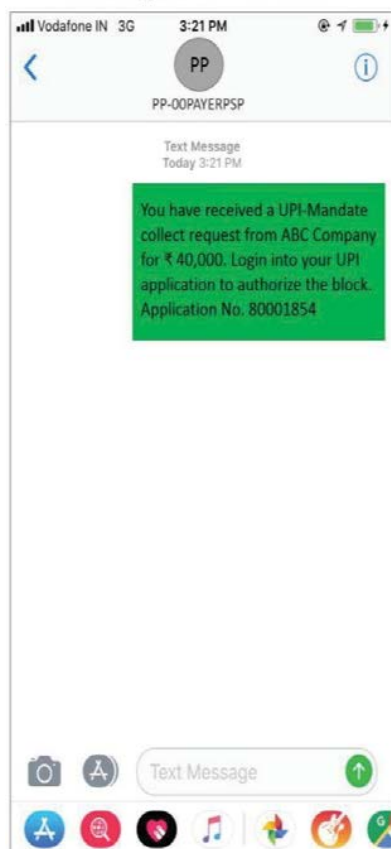 Vodafone IN 3G 3:21 PM
PP
PP-00PAYERPSP
Text Message
Today 3:21 PM
You have received a UPI-Mandate
collect request from ABC Company
for ₹ 40,000. Login into your UPI
application to authorize the block.
Application No. 80001854
Text Message